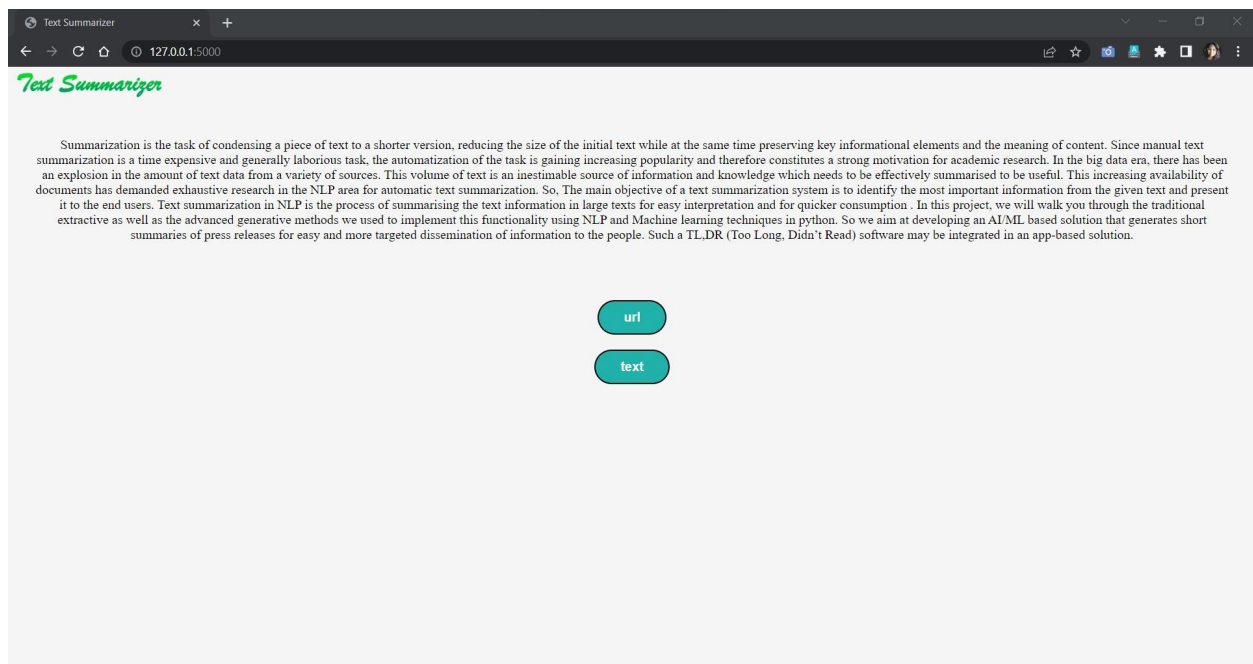 Text Summarizer
127.0.0.1:5000
Text Summarizer
Summarization is the task of condensing a piece of text to a shorter version, reducing the size of the initial text while at the same time preserving key informational elements and the meaning of content. Since manual text
summarization is a time expensive and generally laborious task, the automatization of the task is gaining increasing popularity and therefore constitutes a strong motivation for academic research. In the big data era, there has been
an explosion in the amount of text data from a variety of sources. This volume of text is an inestimable source of information and knowledge which needs to be effectively summarised to be useful. This increasing availability of
documents has demanded exhaustive research in the NLP area for automatic text summarization. So, The main objective of a text summarization system is to identify the most important information from the given text and present
it to the end users. Text summarization in NLP is the process of summarising the text information in large texts for easy interpretation and for quicker consumption . In this project, we will walk you through the traditional
extractive as well as the advanced generative methods we used to implement this functionality using NLP and Machine learning techniques in python. So we aim at developing an AI/ML based solution that generates short
summaries of press releases for easy and more targeted dissemination of information to the people. Such a TL,DR (Too Long, Didn’t Read) software may be integrated in an app-based solution.
url
text